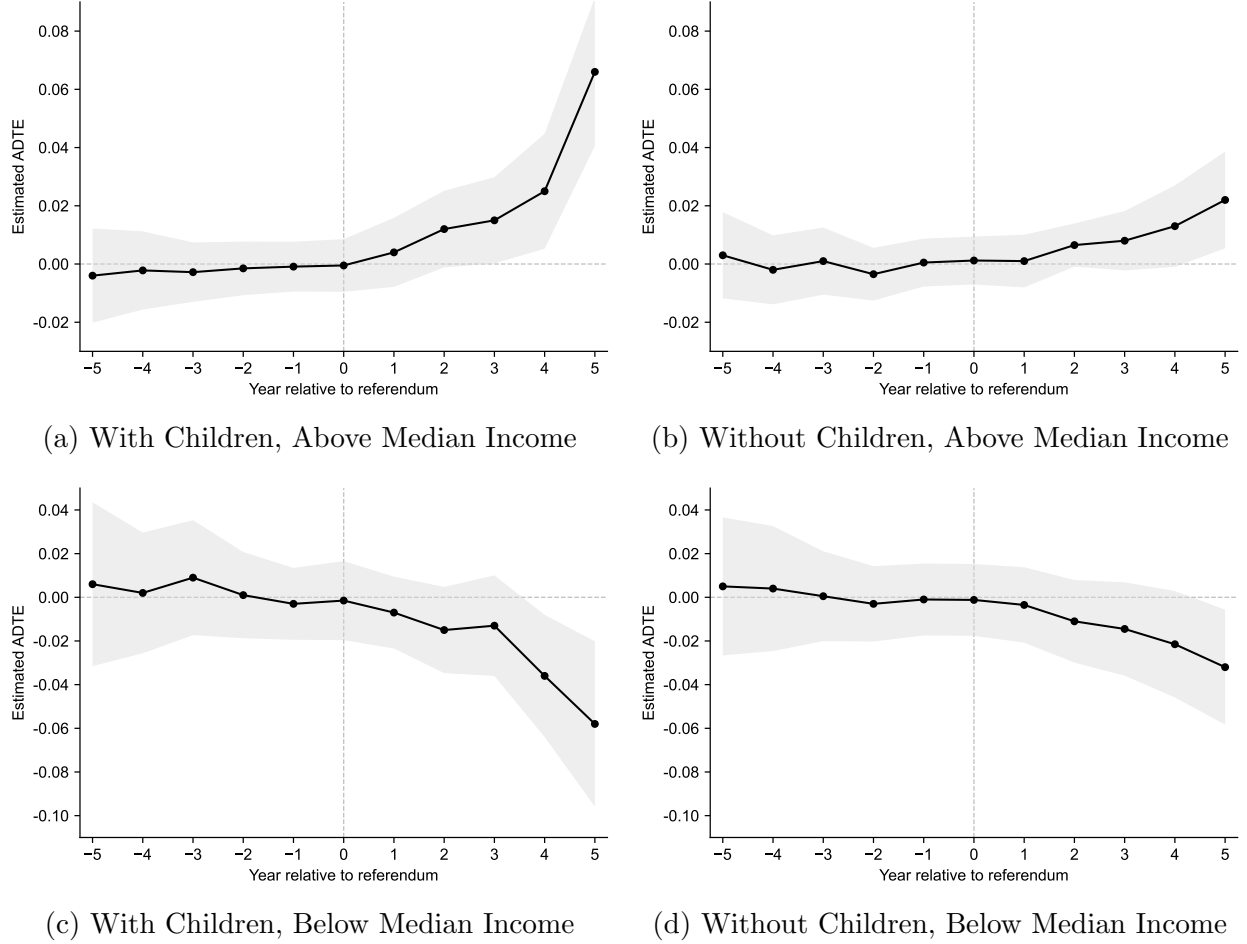 0.08
0.06
0.04
0.02
0.00
-0.02
Estimated ADTE
−5 −4 −3 −2 −1 0 1 2 3 4 5
Year relative to referendum
(a) With Children, Above Median Income
0.08
0.06
0.04
0.02
0.00
-0.02
Estimated ADTE
−5 −4 −3 −2 −1 0 1 2 3 4 5
Year relative to referendum
(b) Without Children, Above Median Income
0.04
0.02
0.00
-0.02
-0.04
-0.06
-0.08
-0.10
Estimated ADTE
−5 −4 −3 −2 −1 0 1 2 3 4 5
Year relative to referendum
(c) With Children, Below Median Income
0.04
0.02
0.00
-0.02
-0.04
-0.06
-0.08
-0.10
Estimated ADTE
−5 −4 −3 −2 −1 0 1 2 3 4 5
Year relative to referendum
(d) Without Children, Below Median Income